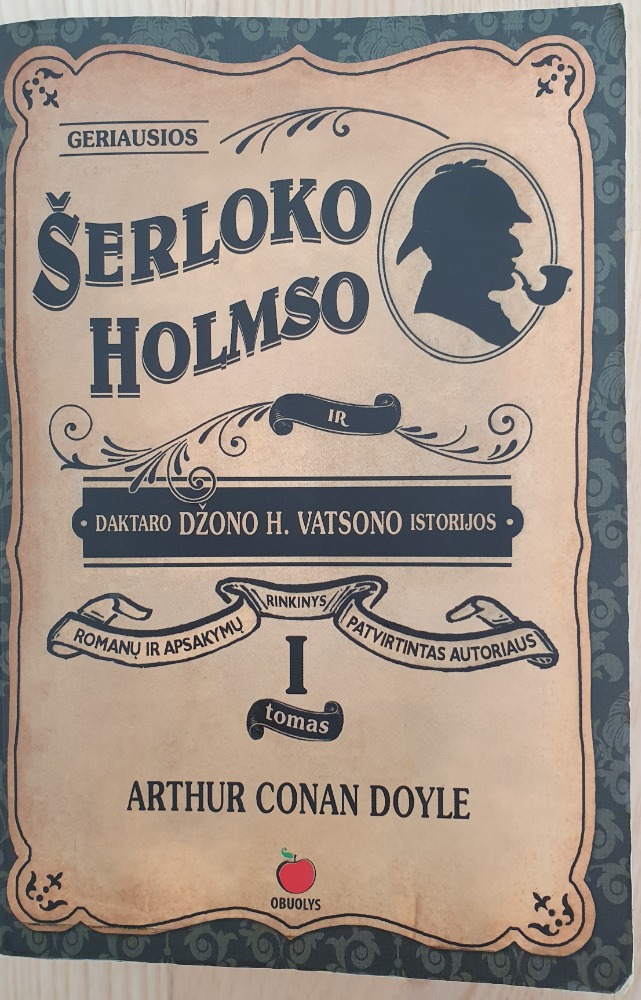 GERIAUSIOS
ŠERLOKO
HOLMSO
IR
DAKTARO DŽONO H. VATSONO ISTORIJOS
ROMANŲ IR APSAKYMŲ RINKINYS PATVIRTINTAS AUTORIAUS
I
tomas
ARTHUR CONAN DOYLE
OBUOLYS